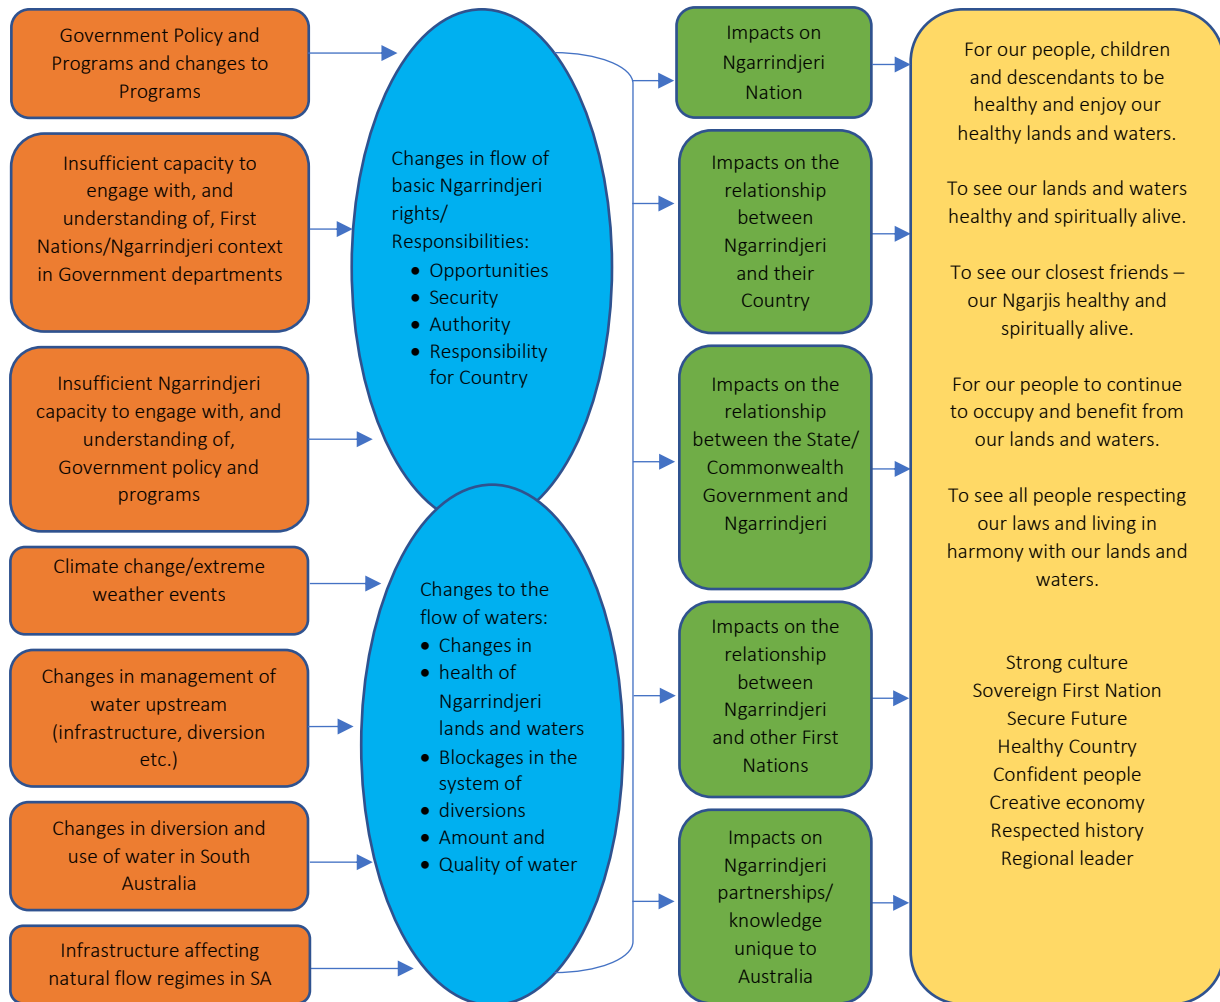 Government Policy and
Programs and changes to
Programs
Insufficient capacity to
engage with, and
understanding of, First
Nations/Ngarrindjeri context
in Government departments
Insufficient Ngarrindjeri
capacity to engage with, and
understanding of,
Government policy and
programs
Climate change/extreme
weather events
Changes in management of
water upstream
(infrastructure, diversion
etc.)
Changes in diversion and
use of water in South
Australia
Infrastructure affecting
natural flow regimes in SA
Changes in flow of
basic Ngarrindjeri
rights/
Responsibilities:
• Opportunities
• Security
• Authority
• Responsibility
for Country
Changes to the
flow of waters:
• Changes in
• health of
Ngarrindjeri
lands and waters
• Blockages in the
system of
• diversions
• Amount and
• Quality of water
Impacts on
Ngarrindjeri
Nation
Impacts on the
relationship
between
Ngarrindjeri
and their
Country
Impacts on the
relationship
between the State/
Commonwealth
Government and
Ngarrindjeri
Impacts on the
relationship
between
Ngarrindjeri
and other First
Nations
Impacts on
Ngarrindjeri
partnerships/
knowledge
unique to
Australia
For our people, children
and descendants to be
healthy and enjoy our
healthy lands and waters.
To see our lands and waters
healthy and spiritually alive.
To see our closest friends –
our Ngarjis healthy and
spiritually alive.
For our people to continue
to occupy and benefit from
our lands and waters.
To see all people respecting
our laws and living in
harmony with our lands and
waters.
Strong culture
Sovereign First Nation
Secure Future
Healthy Country
Confident people
Creative economy
Respected history
Regional leader